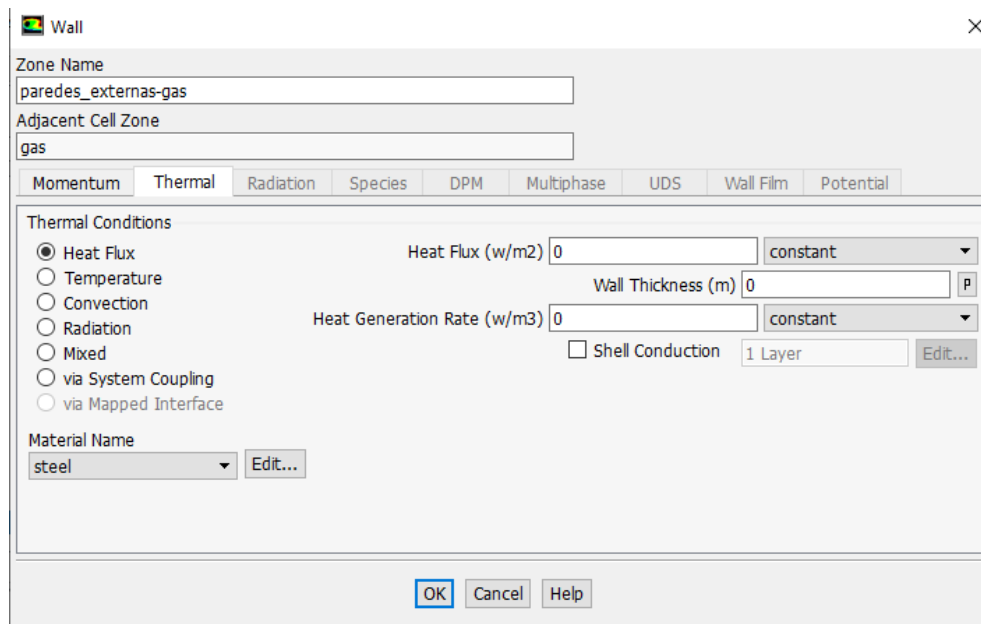 Wall
Zone Name
paredes_externas-gas
Adjacent Cell Zone
gas
Momentum Thermal Radiation Species DPM Multiphase UDS Wall Film Potential
Thermal Conditions
Heat Flux Heat Flux (w/m2) 0 constant
Temperature Wall Thickness (m) 0 P
Convection
Radiation Heat Generation Rate (w/m3) 0 constant
Mixed Shell Conduction 1 Layer Edit...
via System Coupling
via Mapped Interface
Material Name
steel Edit...
OK Cancel Help